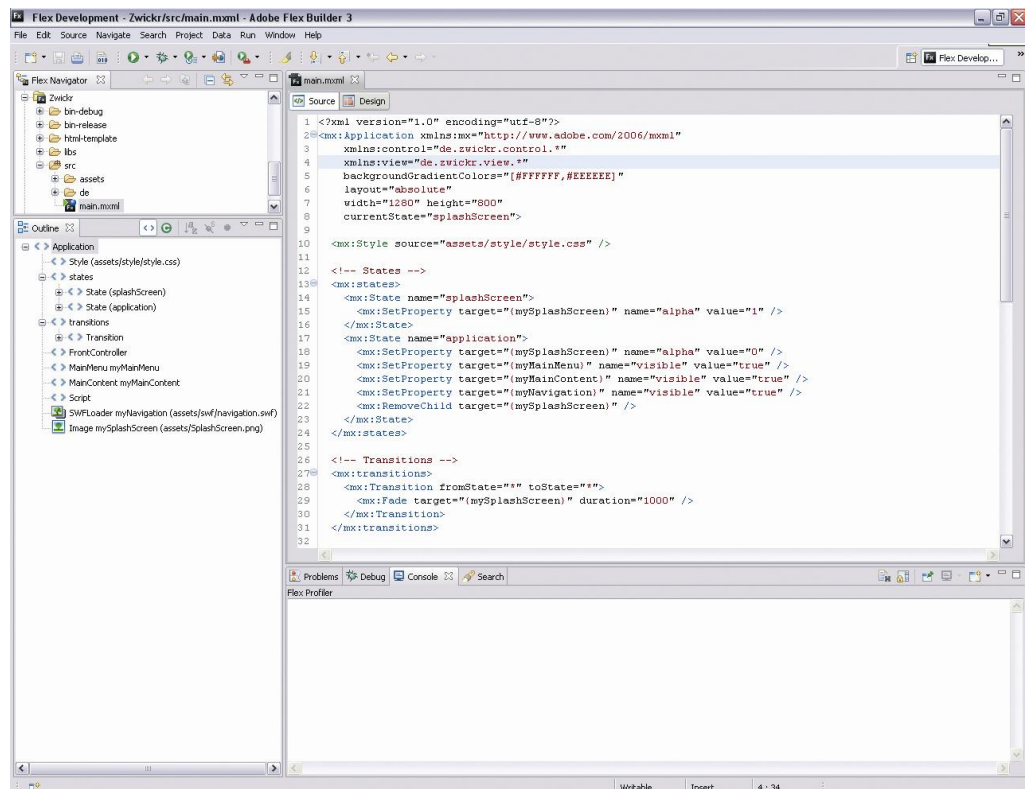 Flex Development - Zwickr/src/main.mxml - Adobe Flex Builder 3
File Edit Source Navigate Search Project Data Run Window Help
Flex Develop...
Flex Navigator
Zwickr
bin-debug
bin-release
html-template
libs
src
assets
de
main.mxml
Outline
Application
Style (assets/style/style.css)
states
State (splashScreen)
State (application)
transitions
Transition
FrontController
MainMenu myMainMenu
MainContent myMainContent
Script
SWFLoader myNavigation (assets/swf/navigation.swf)
Image mySplashScreen (assets/SplashScreen.png)
main.mxml
Source Design
1 <?xml version="1.0" encoding="utf-8"?>
2 <mx:Application xmlns:mx="http://www.adobe.com/2006/mxml"
3 xmlns:control="de.zwickr.control.*"
4 xmlns:view="de.zwickr.view.*"
5 backgroundGradientColors="[#FFFFFF,#EEEEEE]"
6 layout="absolute"
7 width="1280" height="800"
8 currentState="splashScreen">
9
10 <mx:Style source="assets/style/style.css" />
11
12 <!-- States -->
13 <mx:states>
14 <mx:State name="splashScreen">
15 <mx:SetProperty target="{mySplashScreen}" name="alpha" value="1" />
16 </mx:State>
17 <mx:State name="application">
18 <mx:SetProperty target="{mySplashScreen}" name="alpha" value="0" />
19 <mx:SetProperty target="{myMainMenu}" name="visible" value="true" />
20 <mx:SetProperty target="{myMainContent}" name="visible" value="true" />
21 <mx:SetProperty target="{myNavigation}" name="visible" value="true" />
22 <mx:RemoveChild target="{mySplashScreen}" />
23 </mx:State>
24 </mx:states>
25
26 <!-- Transitions -->
27 <mx:transitions>
28 <mx:Transition fromState="*" toState="*">
29 <mx:Fade target="{mySplashScreen}" duration="1000" />
30 </mx:Transition>
31 </mx:transitions>
32
Problems Debug Console Search
Flex Profiler
Writable Insert 4 : 34